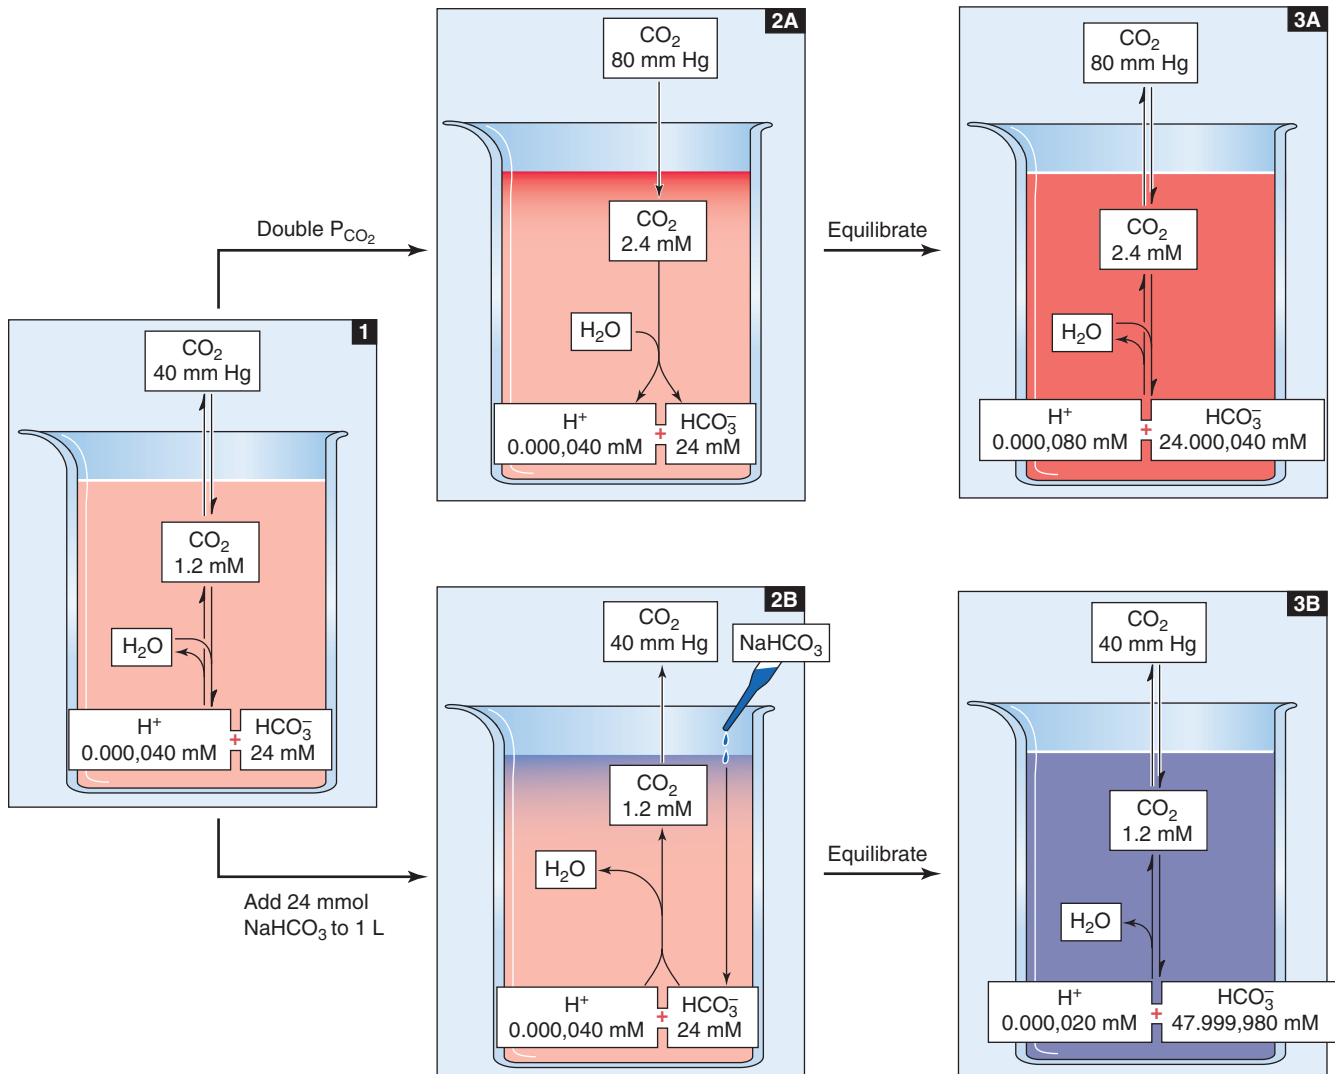 1
CO₂
40 mm Hg
CO₂
1.2 mM
H₂O
H⁺
0.000,040 mM
+
HCO₃⁻
24 mM
Double P_CO₂
2A
CO₂
80 mm Hg
CO₂
2.4 mM
H₂O
H⁺
0.000,040 mM
+
HCO₃⁻
24 mM
Equilibrate
3A
CO₂
80 mm Hg
CO₂
2.4 mM
H₂O
H⁺
0.000,080 mM
+
HCO₃⁻
24.000,040 mM
Add 24 mmol
NaHCO₃ to 1 L
2B
CO₂
40 mm Hg
NaHCO₃
CO₂
1.2 mM
H₂O
H⁺
0.000,040 mM
+
HCO₃⁻
24 mM
Equilibrate
3B
CO₂
40 mm Hg
CO₂
1.2 mM
H₂O
H⁺
0.000,020 mM
+
HCO₃⁻
47.999,980 mM